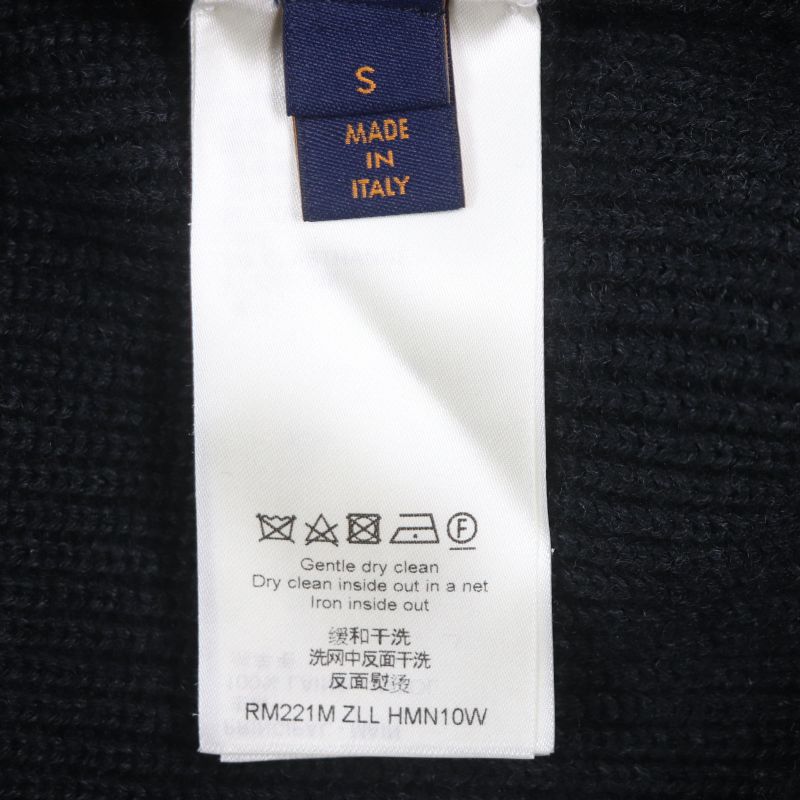 S
MADE
IN
ITALY
F
Gentle dry clean
Dry clean inside out in a net
Iron inside out
缓和干洗
洗网中反面干洗
反面熨烫
RM221M ZLL HMN10W